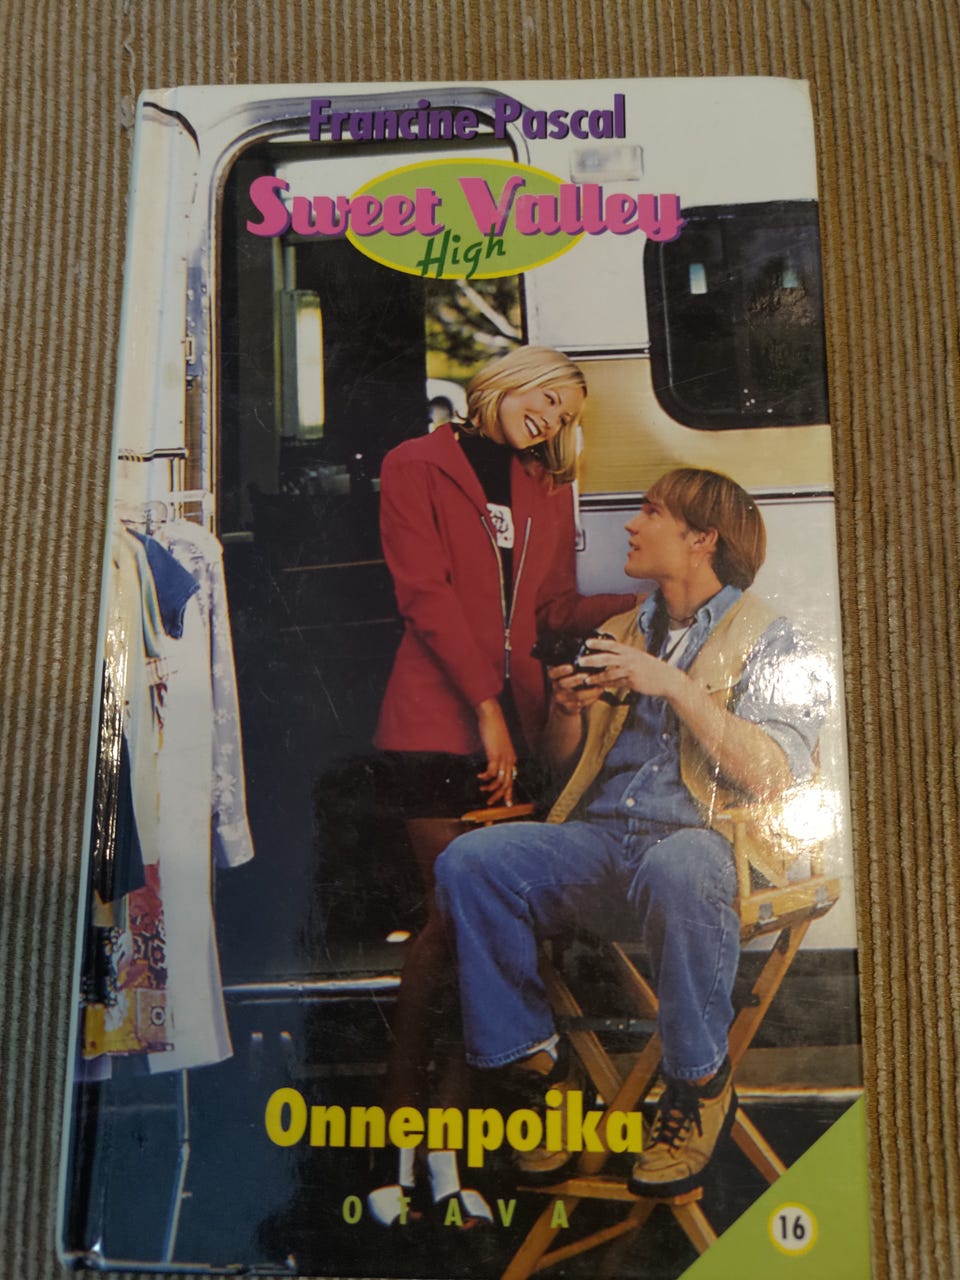 Francine Pascal
Sweet Valley
High
Onnenpoika
OTAVA
16